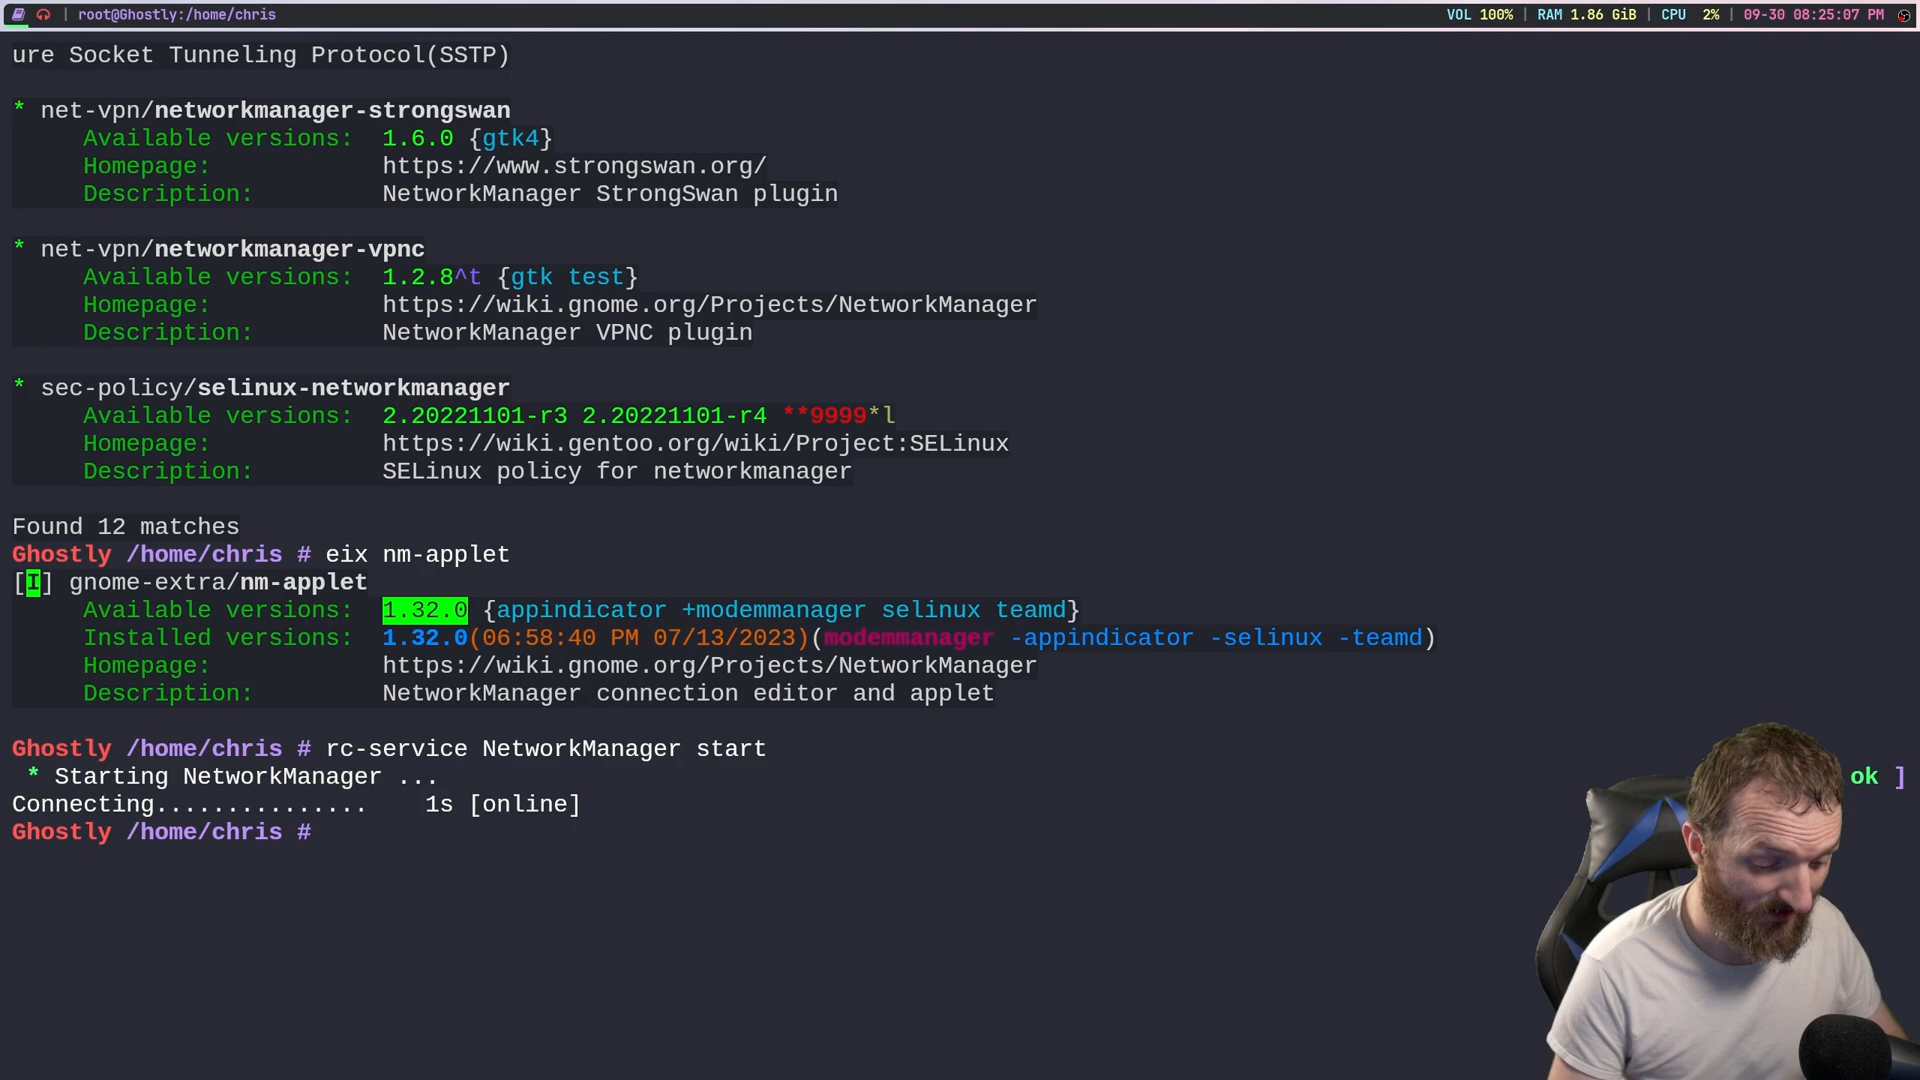 root@Ghostly:/home/chris
VOL 100% | RAM 1.86 GiB | CPU 2% | 09-30 08:25:07 PM
ure Socket Tunneling Protocol(SSTP)
* net-vpn/networkmanager-strongswan
Available versions: 1.6.0 {gtk4}
Homepage: https://www.strongswan.org/
Description: NetworkManager StrongSwan plugin
* net-vpn/networkmanager-vpnc
Available versions: 1.2.8^t {gtk test}
Homepage: https://wiki.gnome.org/Projects/NetworkManager
Description: NetworkManager VPNC plugin
* sec-policy/selinux-networkmanager
Available versions: 2.20221101-r3 2.20221101-r4 **9999*l
Homepage: https://wiki.gentoo.org/wiki/Project:SELinux
Description: SELinux policy for networkmanager
Found 12 matches
Ghostly /home/chris # eix nm-applet
[I] gnome-extra/nm-applet
Available versions: 1.32.0 {appindicator +modemmanager selinux teamd}
Installed versions: 1.32.0(06:58:40 PM 07/13/2023)(modemmanager -appindicator -selinux -teamd)
Homepage: https://wiki.gnome.org/Projects/NetworkManager
Description: NetworkManager connection editor and applet
Ghostly /home/chris # rc-service NetworkManager start
* Starting NetworkManager ... ok ]
Connecting............... 1s [online]
Ghostly /home/chris #